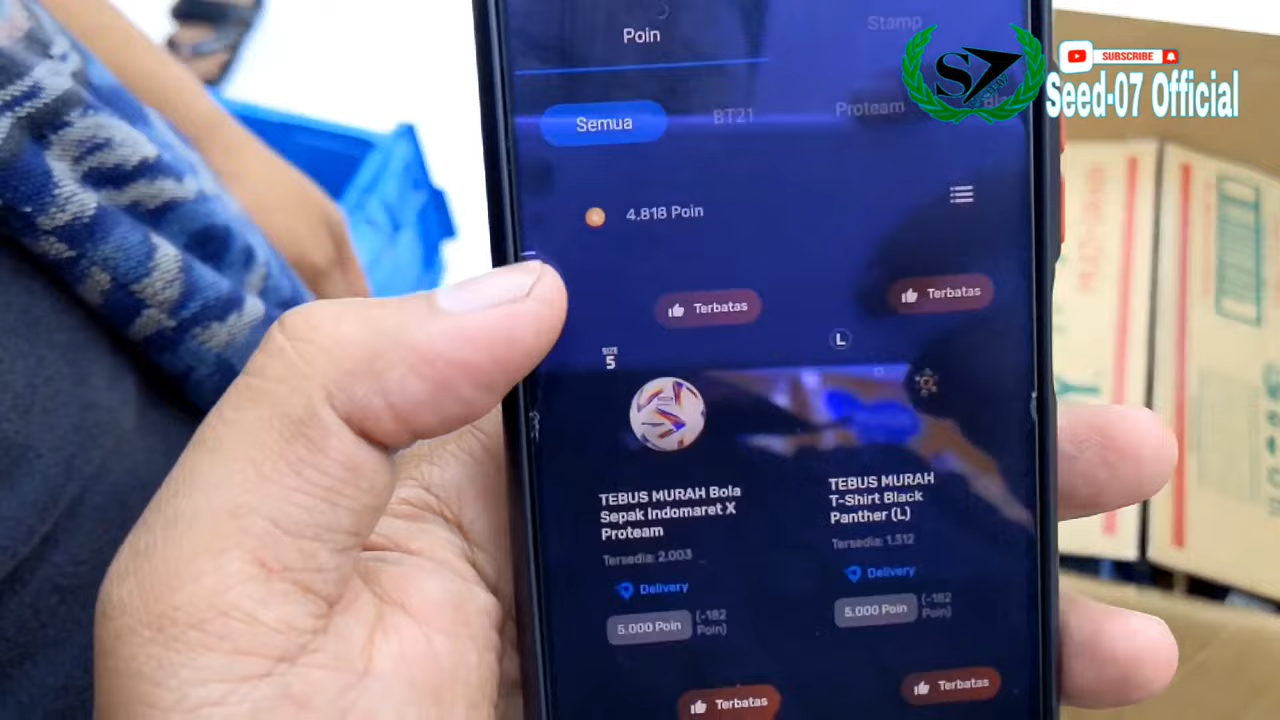 Poin
Stamp
SUBSCRIBE
Seed-07 Official
Semua
BT21
Proteam
4.818 Poin
Terbatas
Terbatas
SIZE
5
L
TEBUS MURAH Bola
Sepak Indomaret X
Proteam
Tersedia: 2.003
Delivery
5.000 Poin
(-182
Poin)
TEBUS MURAH
T-Shirt Black
Panther (L)
Tersedia: 1.312
Delivery
5.000 Poin
(-182
Poin)
Terbatas
Terbatas